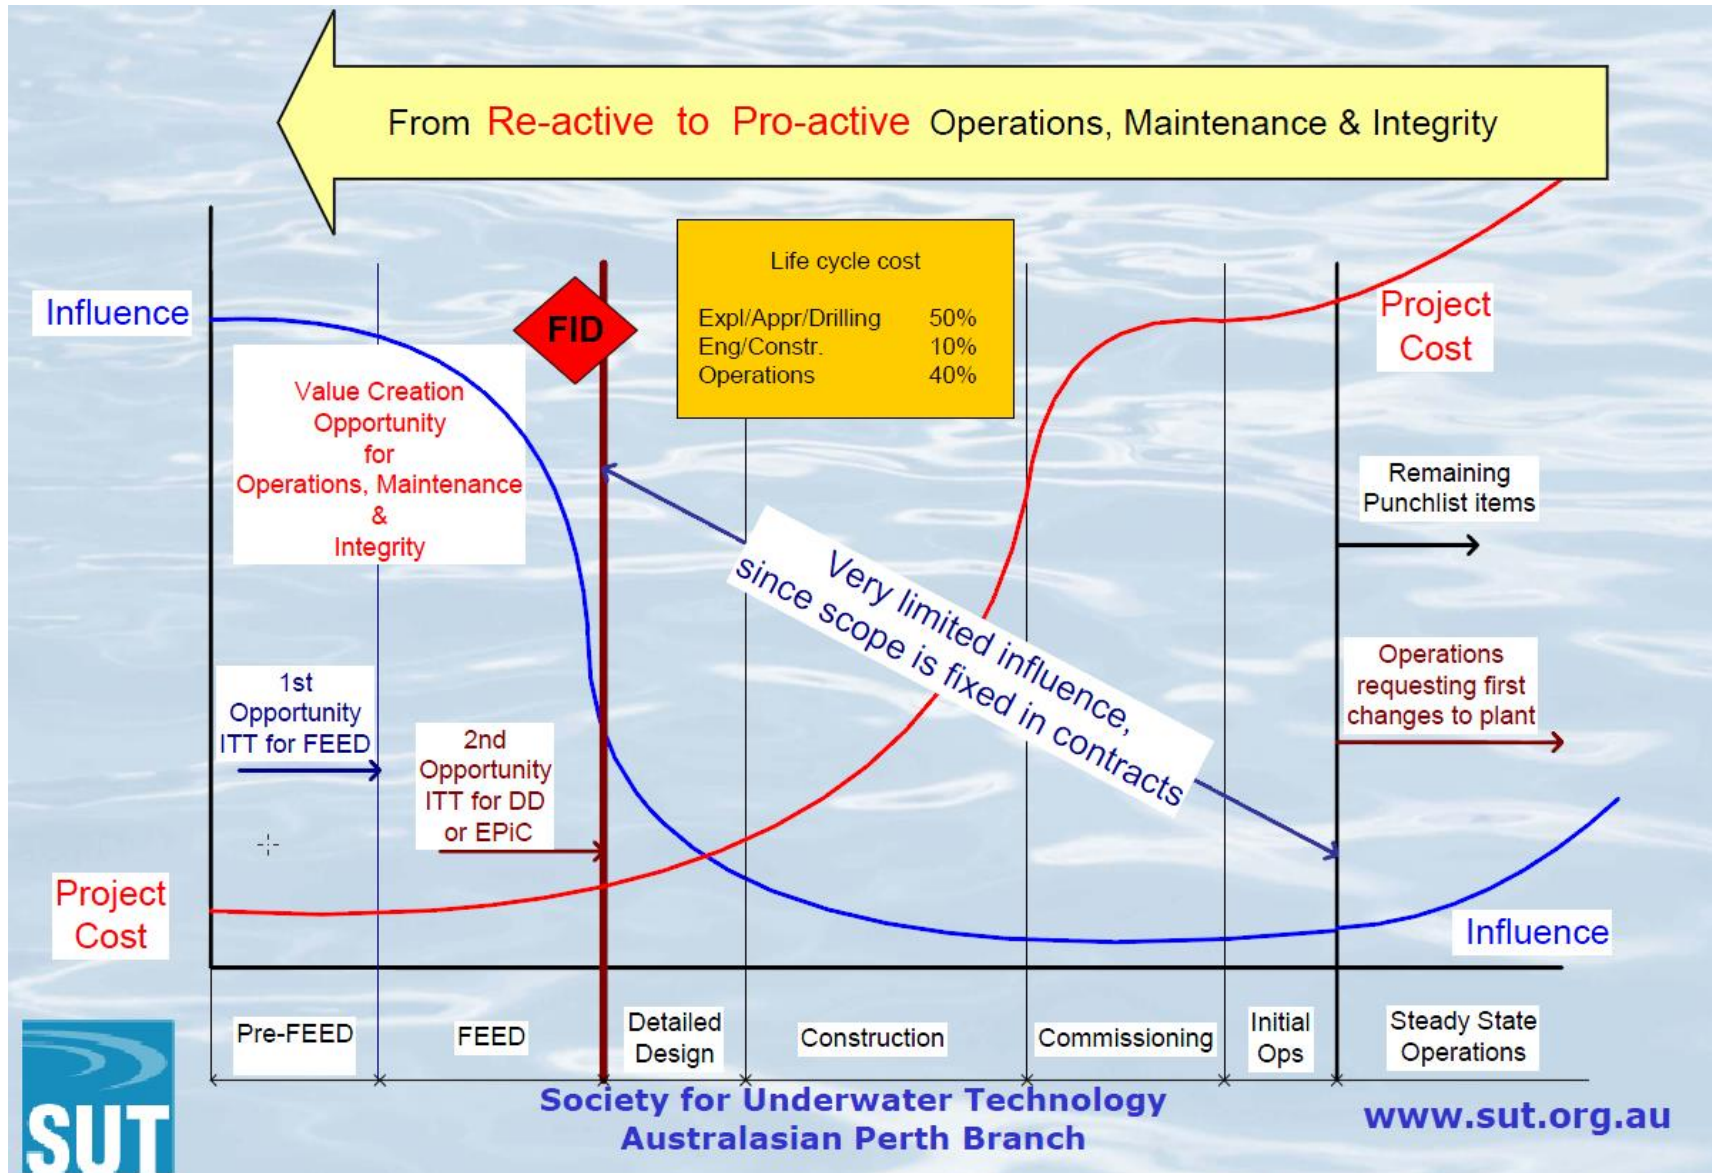 From Re-active to Pro-active Operations, Maintenance & Integrity
Influence
Value Creation
Opportunity
for
Operations, Maintenance
&
Integrity
FID
Life cycle cost
Expl/Appr/Drilling 50%
Eng/Constr. 10%
Operations 40%
Project
Cost
Remaining
Punchlist items
Very limited influence,
since scope is fixed in contracts
Operations
requesting first
changes to plant
1st
Opportunity
ITT for FEED
2nd
Opportunity
ITT for DD
or EPiC
Project
Cost
Influence
Pre-FEED
FEED
Detailed
Design
Construction
Commissioning
Initial
Ops
Steady State
Operations
SUT
Society for Underwater Technology
Australasian Perth Branch
www.sut.org.au